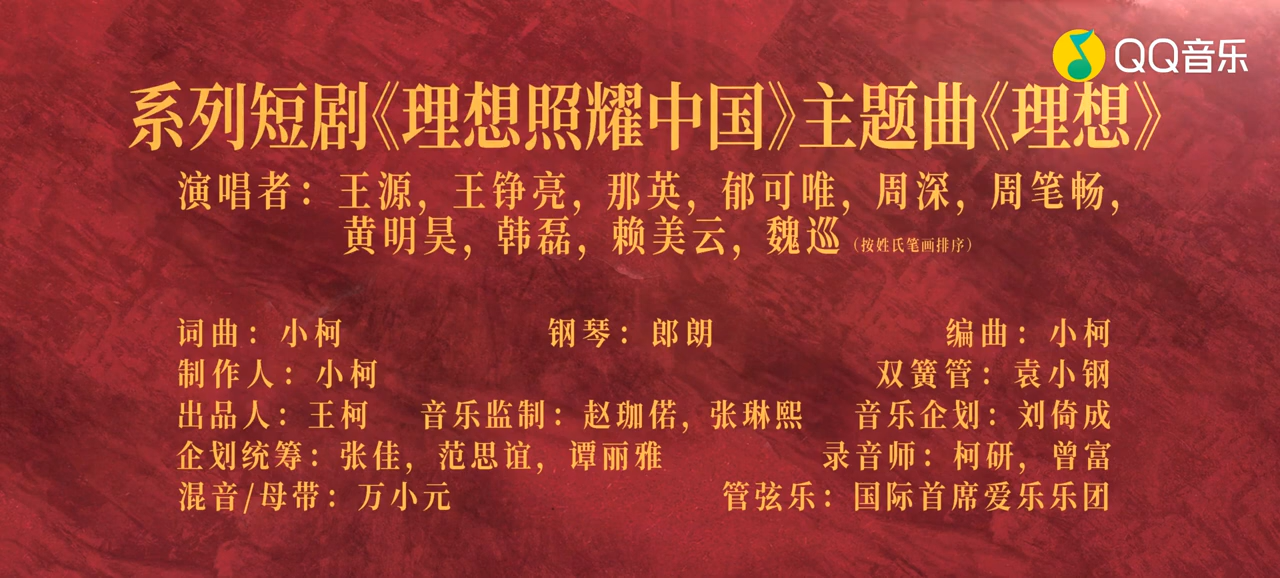 QQ音乐
系列短剧《理想照耀中国》主题曲《理想》
演唱者：王源，王铮亮，那英，郁可唯，周深，周笔畅，
黄明昊，韩磊，赖美云，魏巡（按姓氏笔画排序）
词曲：小柯 钢琴：郎朗 编曲：小柯
制作人：小柯 双簧管：袁小钢
出品人：王柯 音乐监制：赵珈偌，张琳熙 音乐企划：刘倚成
企划统筹：张佳，范思谊，谭丽雅 录音师：柯研，曾富
混音/母带：万小元 管弦乐：国际首席爱乐乐团